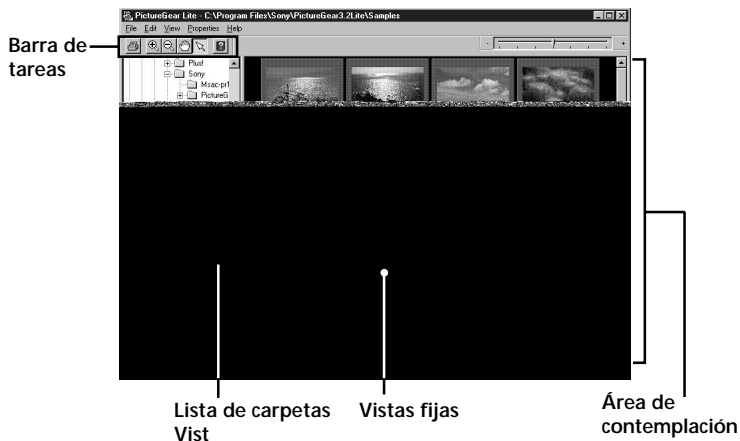 PictureGear Lite - C:\Program Files\Sony\PictureGear3.2Lite\Samples
File Edit View Properties Help
Barra de
tareas
- +
Plus!
Sony
Msac-pr1
PictureG
Lista de carpetas
Vist
Vistas fijas
Área de
contemplación